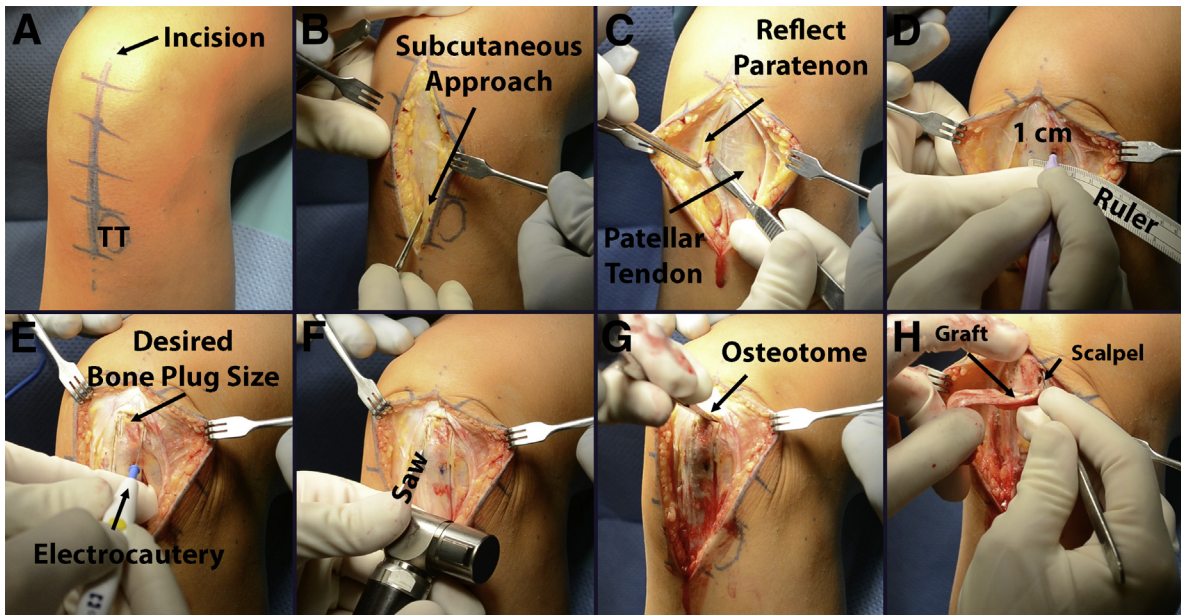 A
Incision
TT
B
Subcutaneous
Approach
C
Reflect
Paratenon
Patellar
Tendon
D
1 cm
Ruler
E
Desired
Bone Plug Size
Electrocautery
F
Saw
G
Osteotome
H
Graft
Scalpel